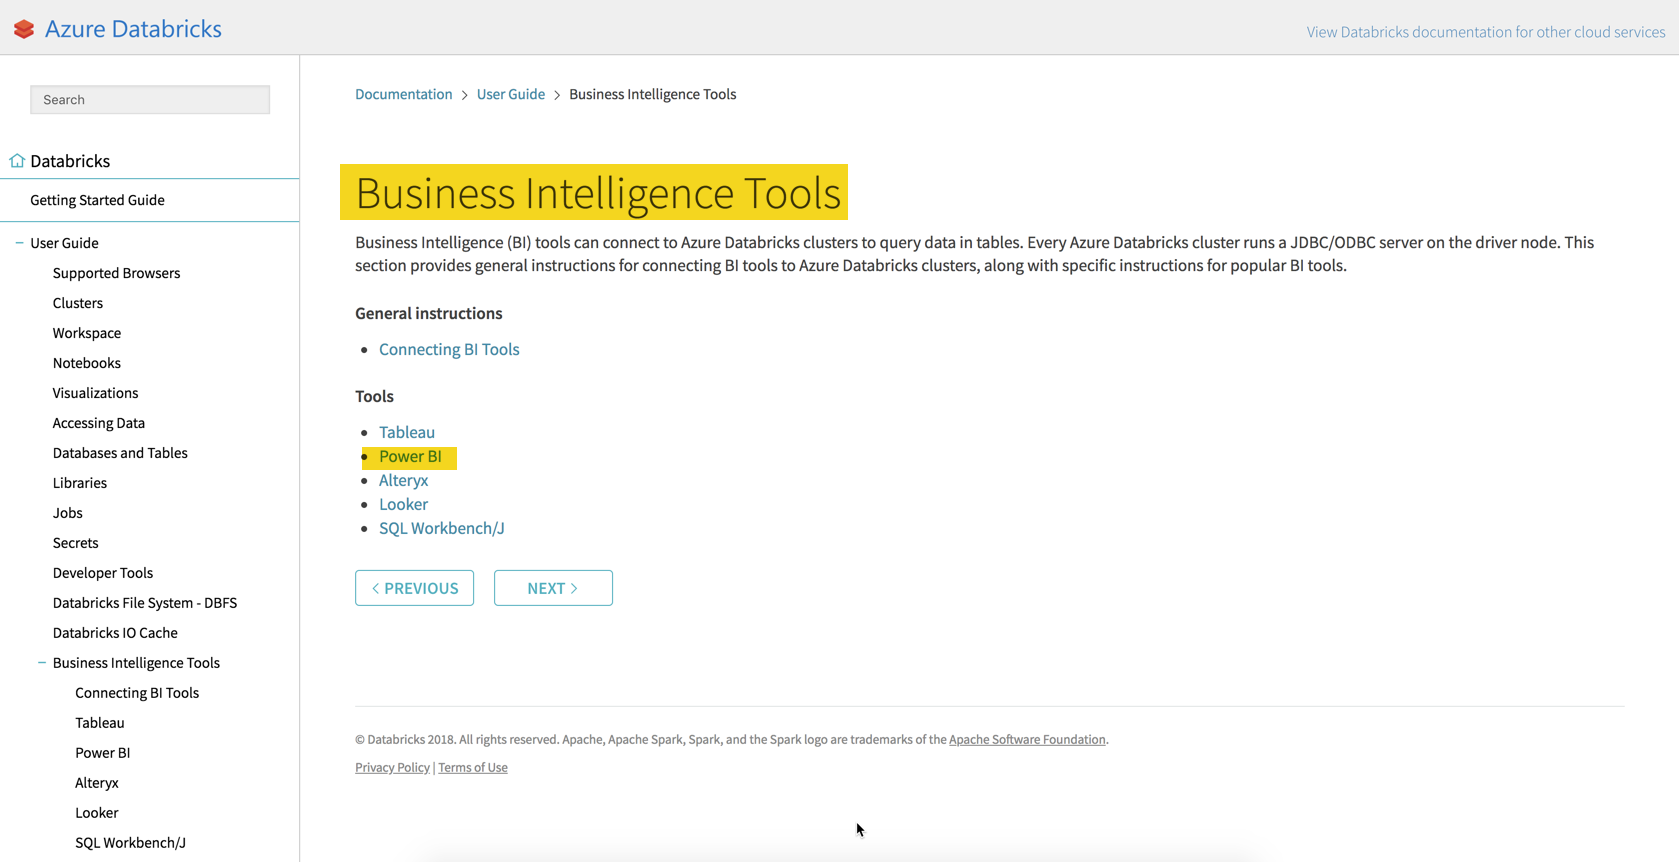 Azure Databricks
View Databricks documentation for other cloud services
Search
Databricks
Getting Started Guide
User Guide
Supported Browsers
Clusters
Workspace
Notebooks
Visualizations
Accessing Data
Databases and Tables
Libraries
Jobs
Secrets
Developer Tools
Databricks File System - DBFS
Databricks IO Cache
Business Intelligence Tools
Connecting BI Tools
Tableau
Power BI
Alteryx
Looker
SQL Workbench/J
Documentation > User Guide > Business Intelligence Tools
Business Intelligence Tools
Business Intelligence (BI) tools can connect to Azure Databricks clusters to query data in tables. Every Azure Databricks cluster runs a JDBC/ODBC server on the driver node. This
section provides general instructions for connecting BI tools to Azure Databricks clusters, along with specific instructions for popular BI tools.
General instructions
• Connecting BI Tools
Tools
• Tableau
• Power BI
• Alteryx
• Looker
• SQL Workbench/J
< PREVIOUS NEXT >
© Databricks 2018. All rights reserved. Apache, Apache Spark, Spark, and the Spark logo are trademarks of the Apache Software Foundation.
Privacy Policy | Terms of Use